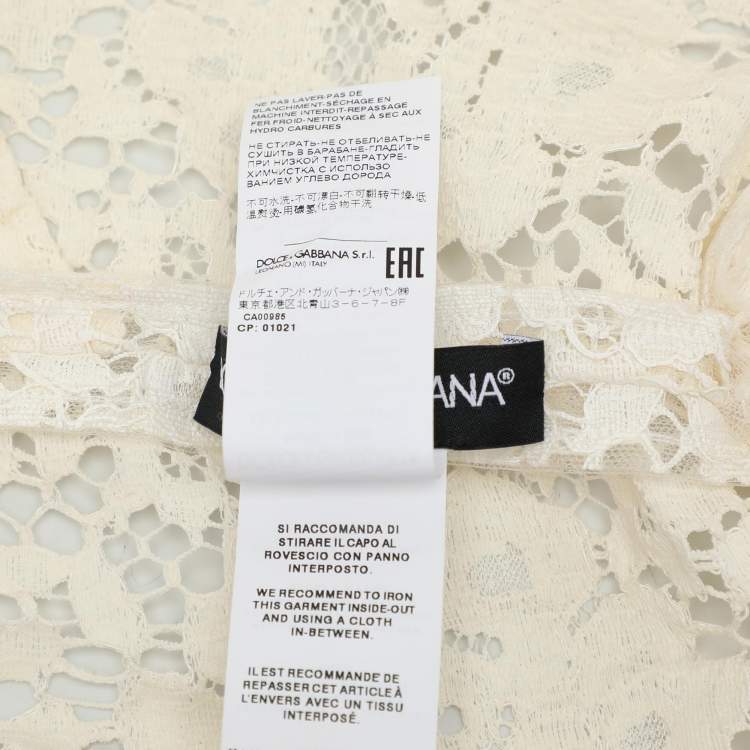 NE PAS LAVER-PAS DE
BLANCHIMENT-SÉCHAGE EN
MACHINE INTERDIT-REPASSAGE
FER FROID-NETTOYAGE À SEC AUX
HYDRO CARBURES
НЕ СТИРАТЬ-НЕ ОТБЕЛИВАТЬ-НЕ
СУШИТЬ В БАРАБАНЕ-ГЛАДИТЬ
ПРИ НИЗКОЙ ТЕМПЕРАТУРЕ-
ХИМЧИСТКА С ИСПОЛЬЗО
ВАНИЕМ УГЛЕВО ДОРОДА
不可水洗-不可漂白-不可翻转干燥-低
温熨烫-用碳氢化合物干洗
DOLCE & GABBANA S.r.l.
LEGNANO (MI) ITALY
EAC
ドルチェ・アンド・ガッバーナ・ジャパン㈱
東京都港区北青山3-6-7-8F
CA00985
CP: 01021
ANA®
SI RACCOMANDA DI
STIRARE IL CAPO AL
ROVESCIO CON PANNO
INTERPOSTO.
WE RECOMMEND TO IRON
THIS GARMENT INSIDE-OUT
AND USING A CLOTH
IN-BETWEEN.
IL EST RECOMMANDE DE
REPASSER CET ARTICLE À
L'ENVERS AVEC UN TISSU
INTERPOSÉ.